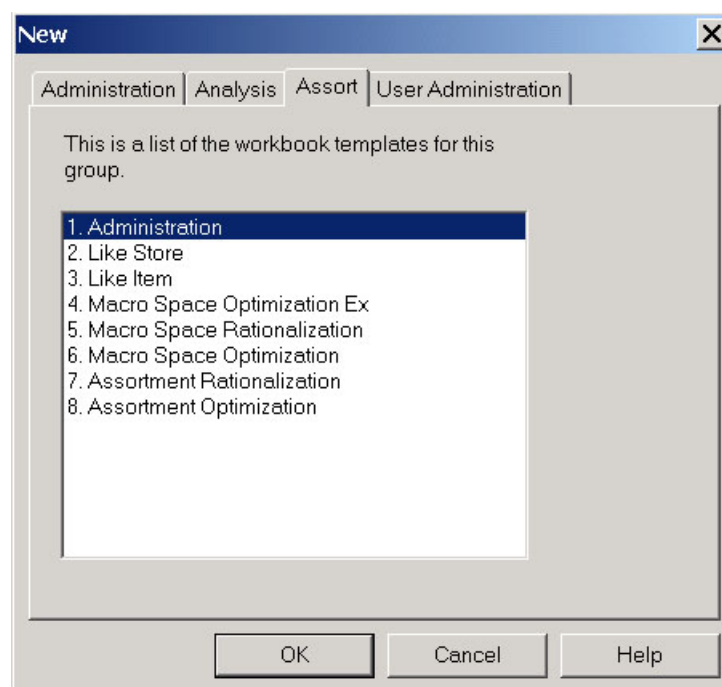 New
Administration Analysis Assort User Administration
This is a list of the workbook templates for this
group.
1. Administration
2. Like Store
3. Like Item
4. Macro Space Optimization Ex
5. Macro Space Rationalization
6. Macro Space Optimization
7. Assortment Rationalization
8. Assortment Optimization
OK Cancel Help